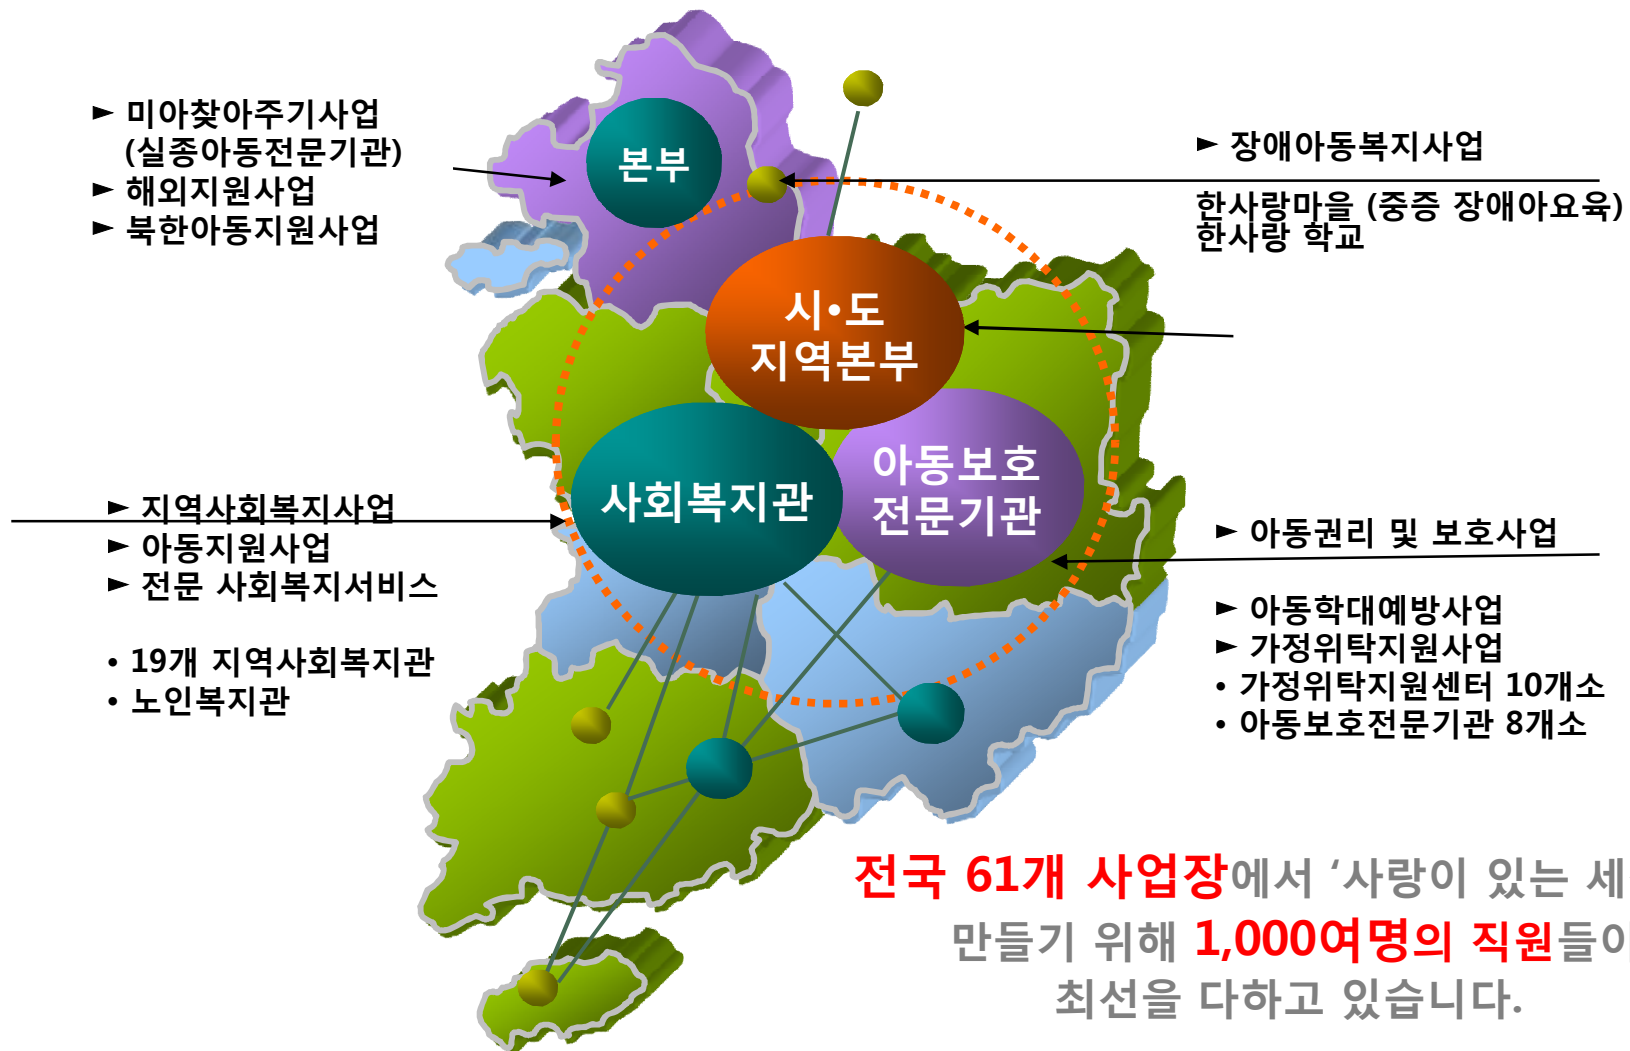 ► 미아찾아주기사업
(실종아동전문기관)
► 해외지원사업
► 북한아동지원사업
본부
► 장애아동복지사업
한사랑마을 (중증 장애아요육)
한사랑 학교
시•도
지역본부
아동보호
전문기관
사회복지관
► 지역사회복지사업
► 아동지원사업
► 전문 사회복지서비스
• 19개 지역사회복지관
• 노인복지관
► 아동권리 및 보호사업
► 아동학대예방사업
► 가정위탁지원사업
• 가정위탁지원센터 10개소
• 아동보호전문기관 8개소
전국 61개 사업장에서 ‘사랑이 있는 세
만들기 위해 1,000여명의 직원들이
최선을 다하고 있습니다.